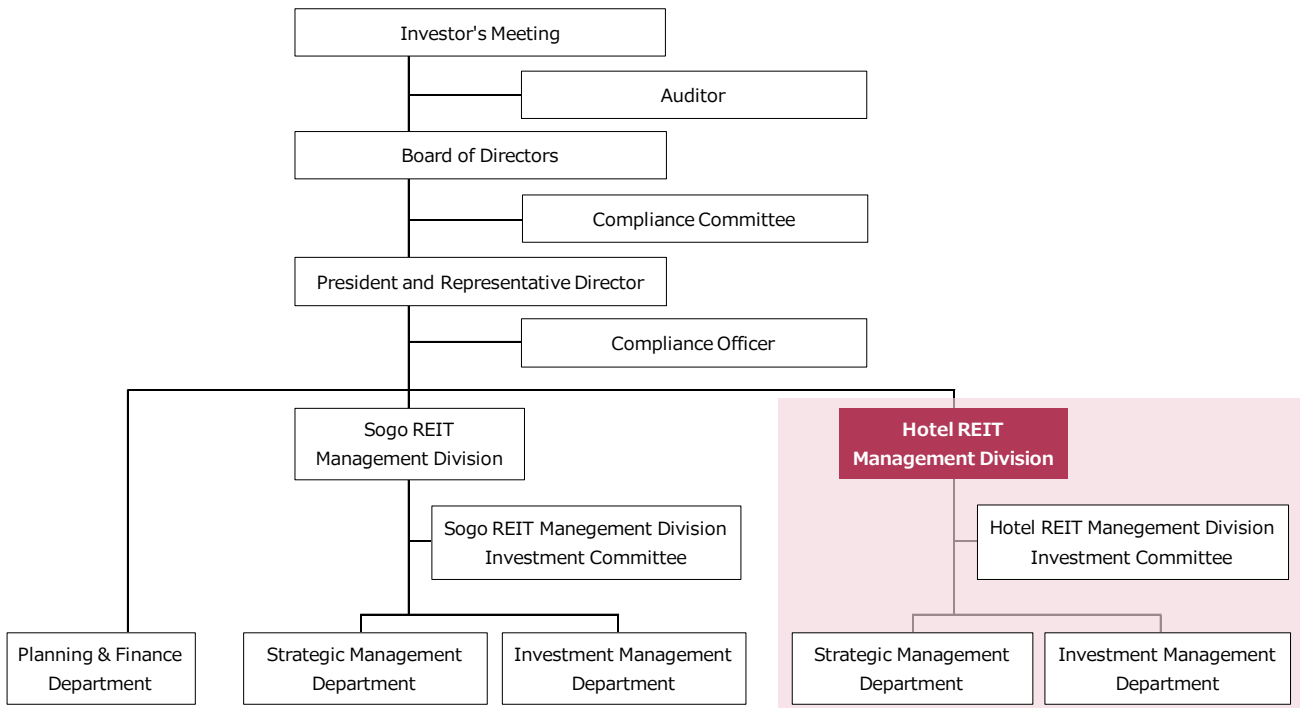 Investor's Meeting
Auditor
Board of Directors
Compliance Committee
President and Representative Director
Compliance Officer
Sogo REIT
Management Division
Hotel REIT
Management Division
Sogo REIT Manegement Division
Investment Committee
Hotel REIT Manegement Division
Investment Committee
Planning & Finance
Department
Strategic Management
Department
Investment Management
Department
Strategic Management
Department
Investment Management
Department